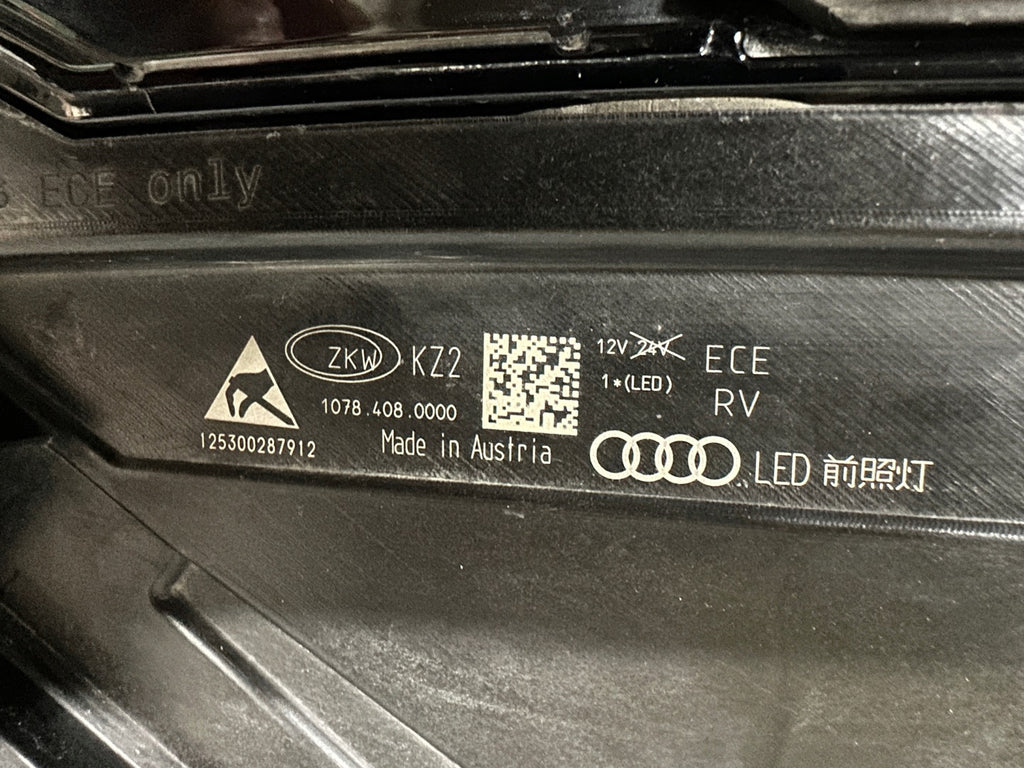 ECE only
ZKW KZ2
1078.408.0000
125300287912
Made in Austria
12V 24V
1*(LED)
ECE
RV
LED 前照灯